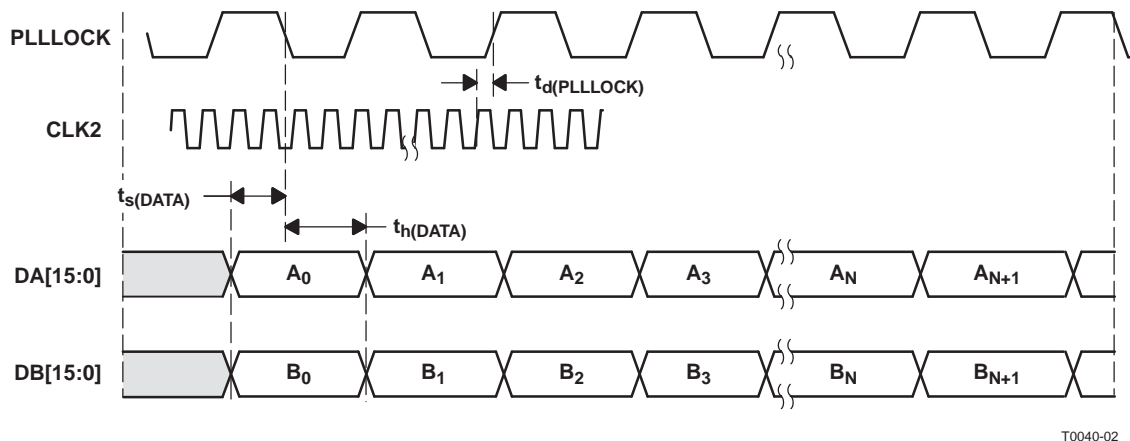 PLLLOCK
td(PLLLOCK)
CLK2
ts(DATA)
th(DATA)
DA[15:0] A0 A1 A2 A3 AN AN+1
DB[15:0] B0 B1 B2 B3 BN BN+1
T0040-02